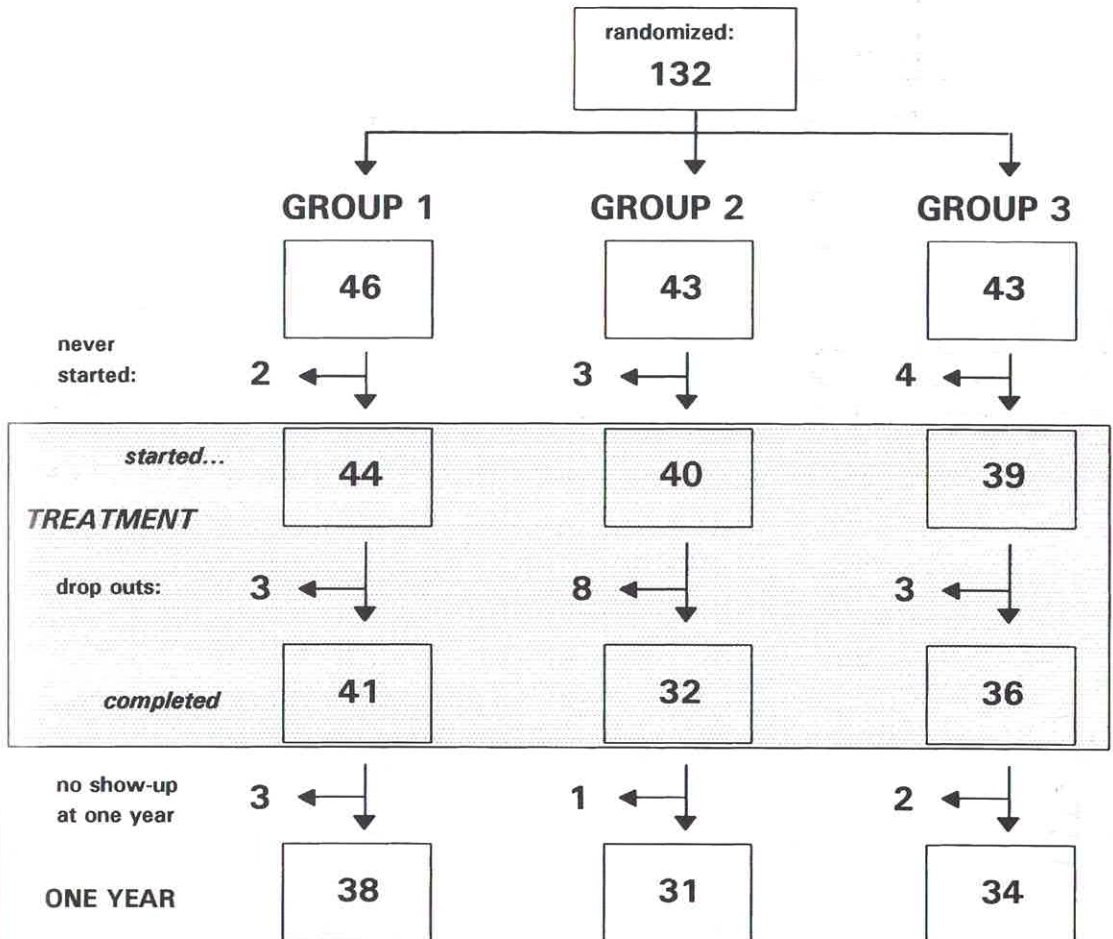 randomized:
132
GROUP 1 GROUP 2 GROUP 3
46 43 43
never
started: 2 3 4
started... 44 40 39
TREATMENT
drop outs: 3 8 3
completed 41 32 36
no show-up
at one year 3 1 2
ONE YEAR 38 31 34